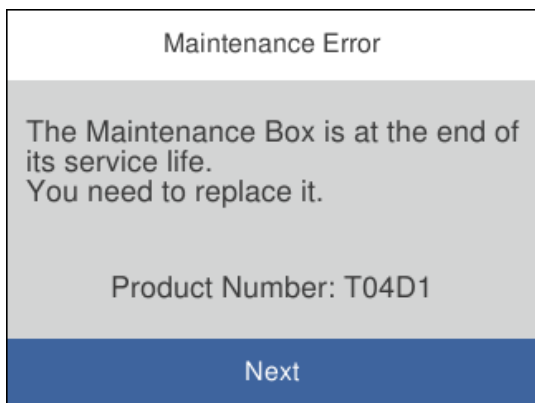 Maintenance Error
The Maintenance Box is at the end of
its service life.
You need to replace it.
Product Number: T04D1
Next